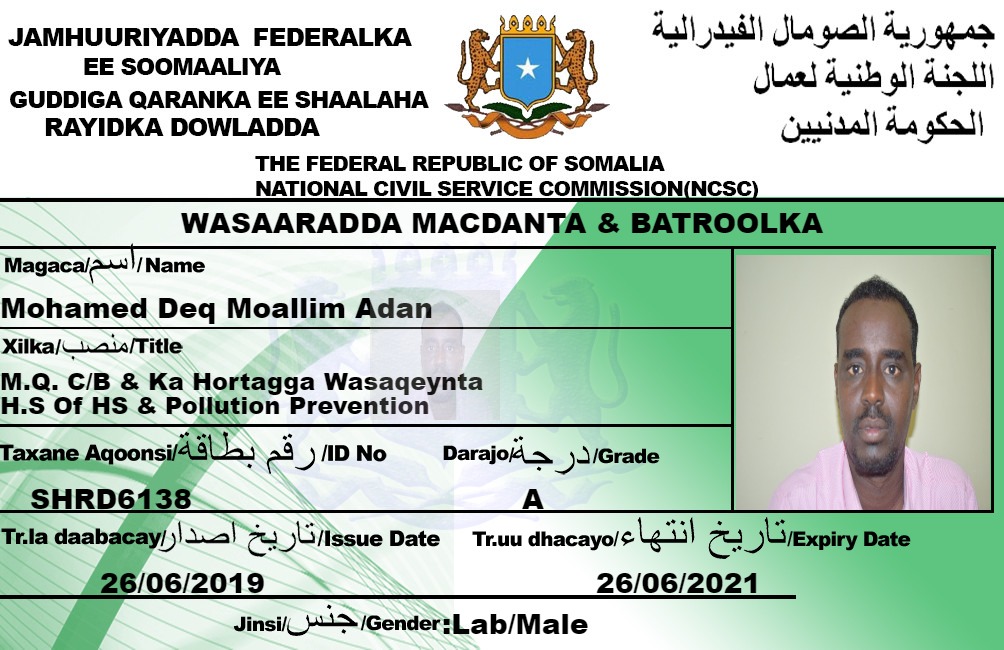 JAMHUURIYADDA FEDERALKA
EE SOOMAALIYA
GUDDIGA QARANKA EE SHAALAHA
RAYIDKA DOWLADDA
جمهورية الصومال الفيدرالية
اللجنة الوطنية لعمال
الحكومة المدنيين
THE FEDERAL REPUBLIC OF SOMALIA
NATIONAL CIVIL SERVICE COMMISSION(NCSC)
WASAARADDA MACDANTA & BATROOLKA
Magaca/اسم/Name
Mohamed Deq Moallim Adan
Xilka/منصب/Title
M.Q. C/B & Ka Hortagga Wasaqeynta
H.S Of HS & Pollution Prevention
Taxane Aqoonsi/رقم بطاقة/ID No
Darajo/درجة/Grade
SHRD6138
A
Tr.la daabacay/تاريخ اصدار/Issue Date
Tr.uu dhacayo/تاريخ انتهاء/Expiry Date
26/06/2019
26/06/2021
Jinsi/جنس/Gender:Lab/Male